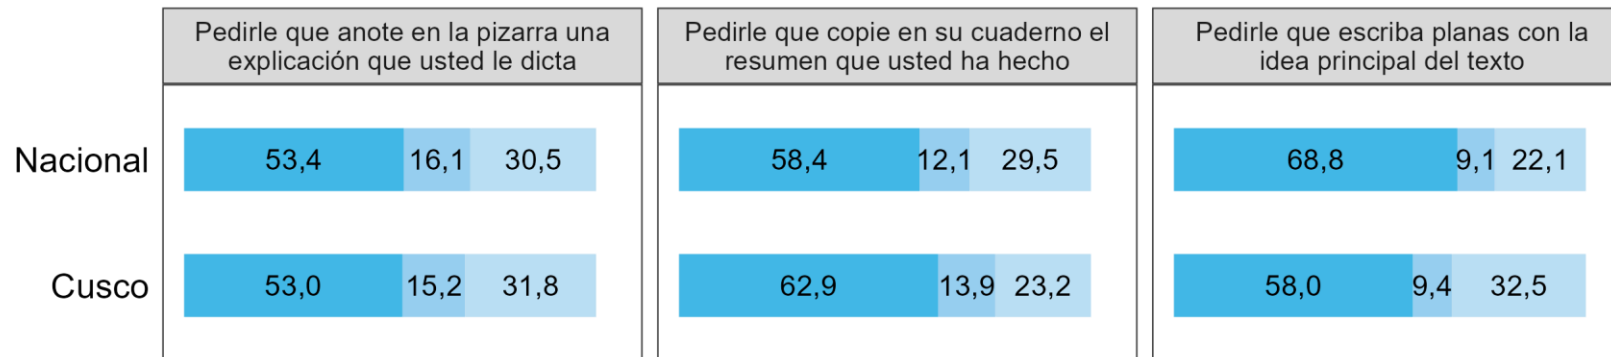 Pedirle que anote en la pizarra una
explicación que usted le dicta
Pedirle que copie en su cuaderno el
resumen que usted ha hecho
Pedirle que escriba planas con la
idea principal del texto
Nacional 53,4 16,1 30,5 58,4 12,1 29,5 68,8 9,1 22,1
Cusco 53,0 15,2 31,8 62,9 13,9 23,2 58,0 9,4 32,5